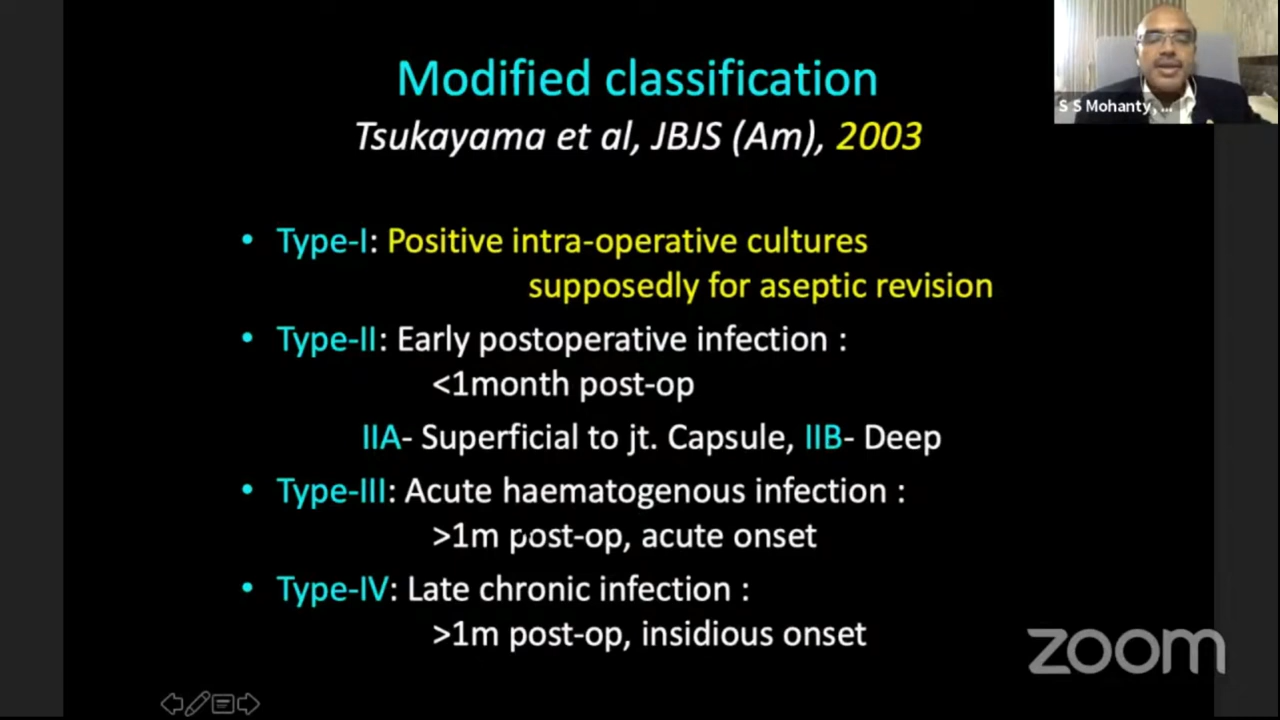 Modified classification
Tsukayama et al, JBJS (Am), 2003
S S Mohanty, ...
• Type-I: Positive intra-operative cultures
supposedly for aseptic revision
• Type-II: Early postoperative infection :
<1month post-op
IIA- Superficial to jt. Capsule, IIB- Deep
• Type-III: Acute haematogenous infection :
>1m post-op, acute onset
• Type-IV: Late chronic infection :
>1m post-op, insidious onset
zoom